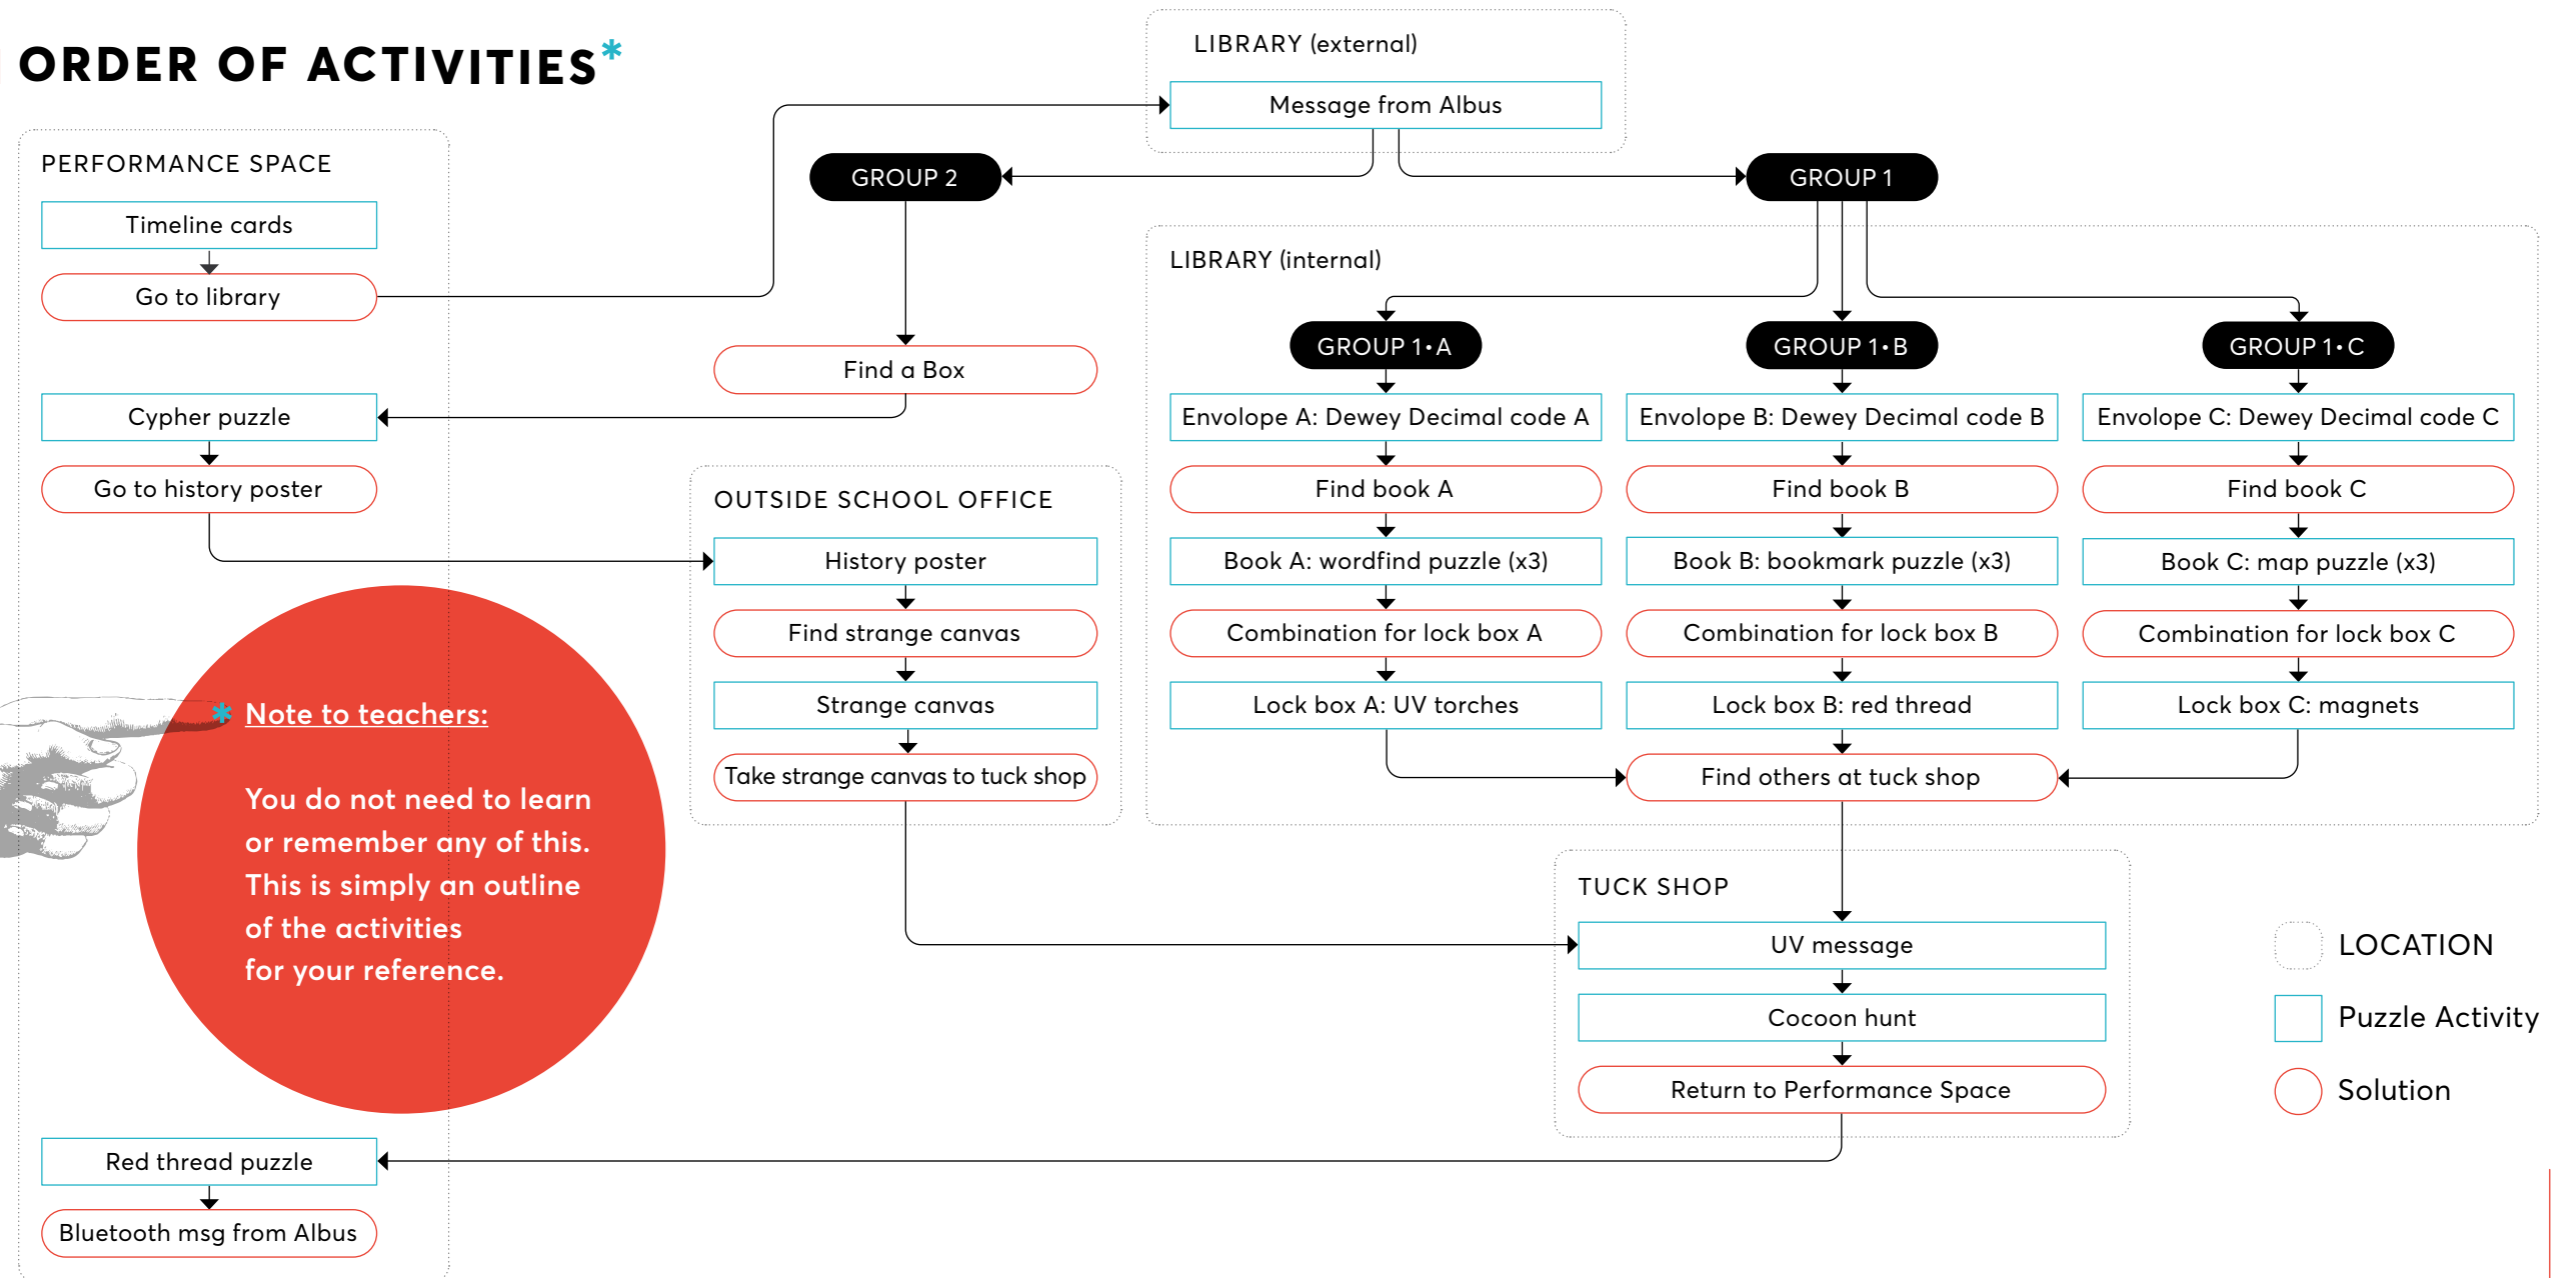 ORDER OF ACTIVITIES*
PERFORMANCE SPACE
Timeline cards
Go to library
Cypher puzzle
Go to history poster
LIBRARY (external)
Message from Albus
GROUP 2
GROUP 1
Find a Box
OUTSIDE SCHOOL OFFICE
History poster
Find strange canvas
Strange canvas
Take strange canvas to tuck shop
LIBRARY (internal)
GROUP 1•A
Envolope A: Dewey Decimal code A
Find book A
Book A: wordfind puzzle (x3)
Combination for lock box A
Lock box A: UV torches
GROUP 1•B
Envolope B: Dewey Decimal code B
Find book B
Book B: bookmark puzzle (x3)
Combination for lock box B
Lock box B: red thread
GROUP 1•C
Envolope C: Dewey Decimal code C
Find book C
Book C: map puzzle (x3)
Combination for lock box C
Lock box C: magnets
Find others at tuck shop
TUCK SHOP
UV message
Cocoon hunt
Return to Performance Space
* Note to teachers:
You do not need to learn
or remember any of this.
This is simply an outline
of the activities
for your reference.
Red thread puzzle
Bluetooth msg from Albus
LOCATION
Puzzle Activity
Solution